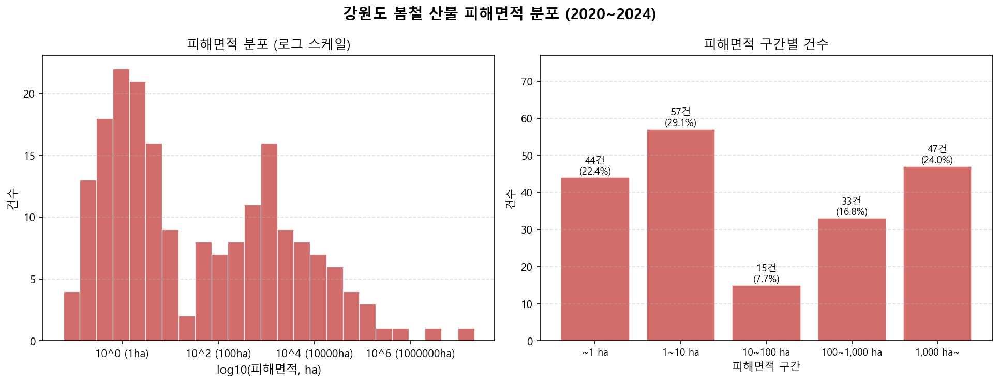 강원도 봄철 산불 피해면적 분포 (2020~2024)
피해면적 분포 (로그 스케일)
건수
20
15
10
5
0
10^0 (1ha)
10^2 (100ha)
10^4 (10000ha)
10^6 (1000000ha)
log10(피해면적, ha)
피해면적 구간별 건수
건수
70
60
50
40
30
20
10
0
44건
(22.4%)
57건
(29.1%)
15건
(7.7%)
33건
(16.8%)
47건
(24.0%)
~1 ha
1~10 ha
10~100 ha
100~1,000 ha
1,000 ha~
피해면적 구간